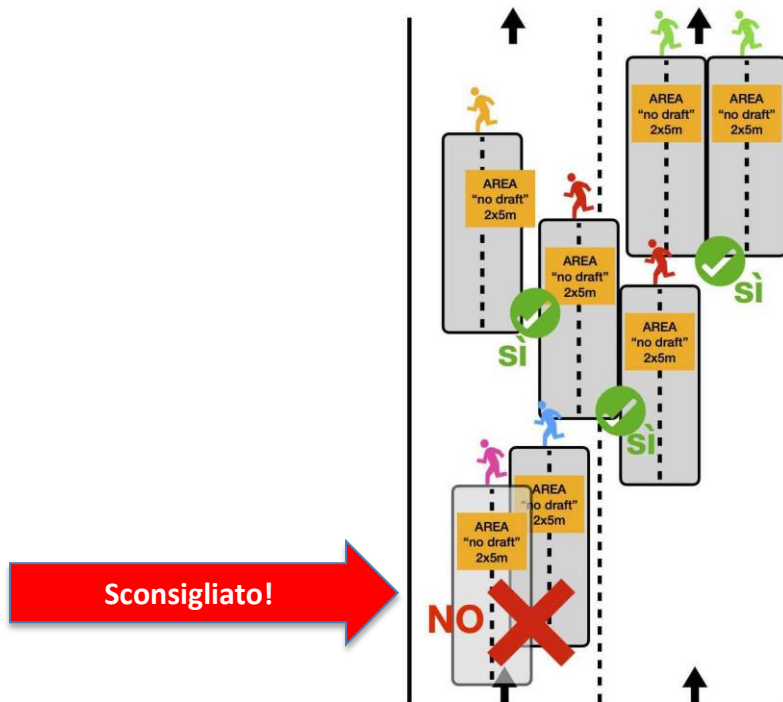 AREA
"no draft"
2x5m
AREA
"no draft"
2x5m
AREA
"no draft"
2x5m
AREA
"no draft"
2x5m
sì
AREA
"no draft"
2x5m
sì
sì
AREA
"no draft"
2x5m
AREA
"no draft"
2x5m
Sconsigliato!
NO